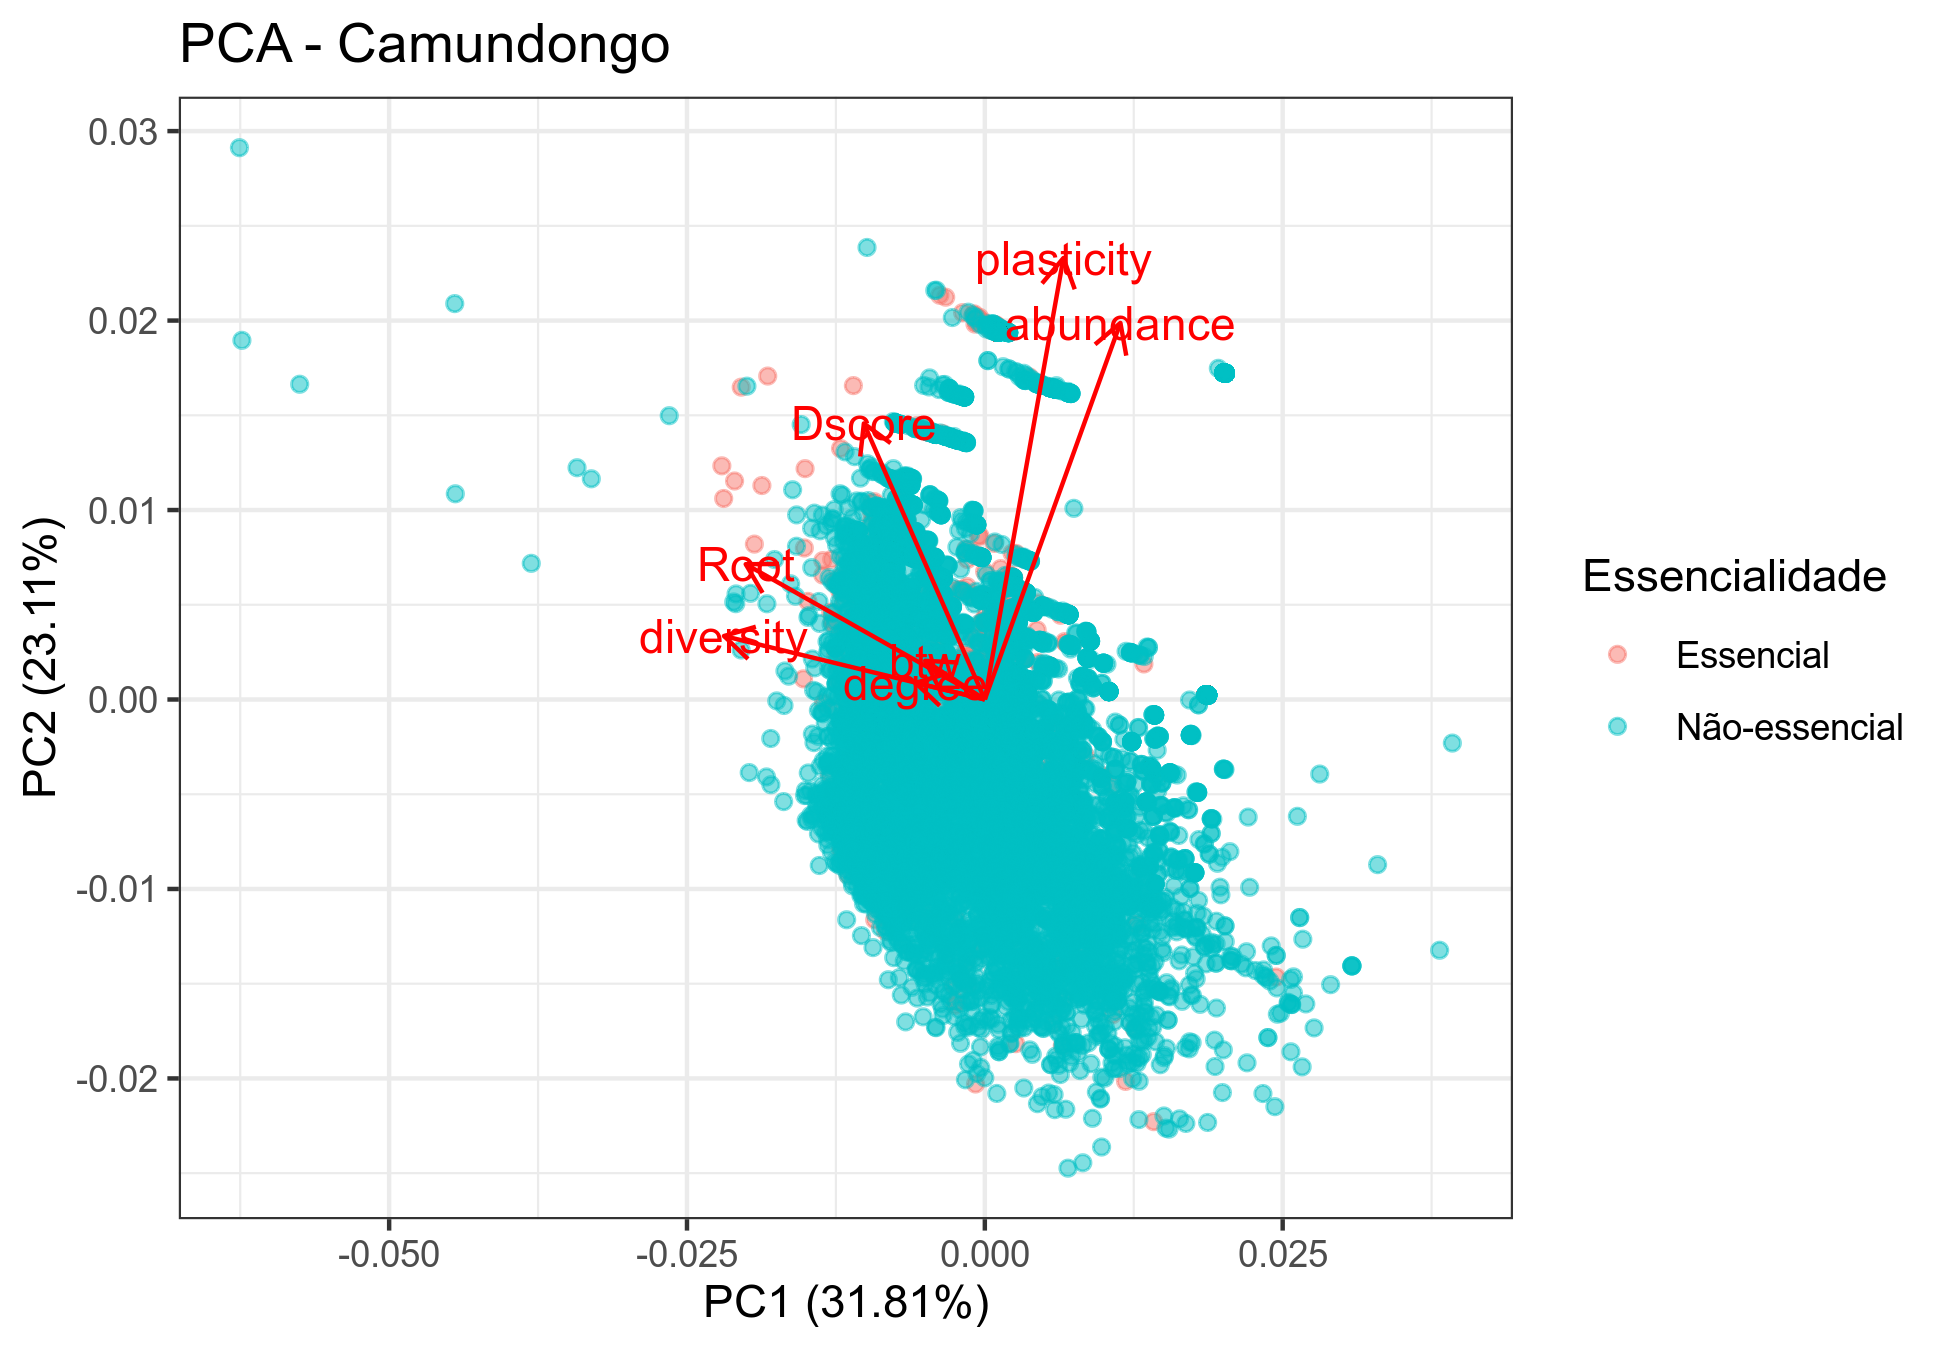 PCA - Camundongo
0.03
0.02
0.01
0.00
-0.01
-0.02
PC2 (23.11%)
plasticity
abundance
Dscore
Root
diversity
btw
degree
-0.050
-0.025
0.000
0.025
PC1 (31.81%)
Essencialidade
Essencial
Não-essencial